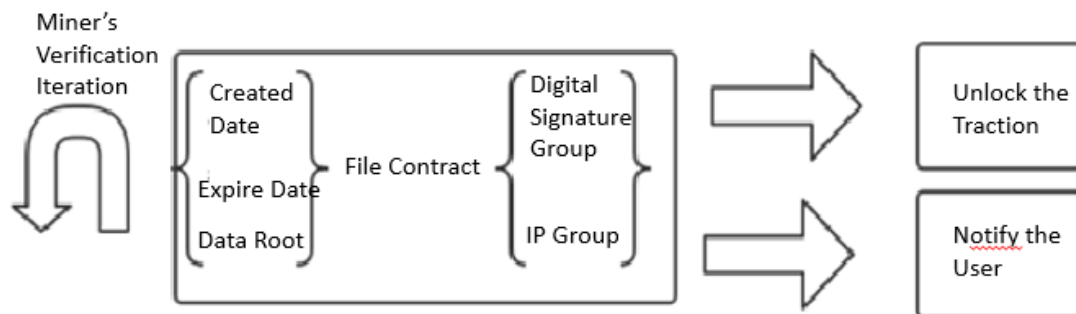 Miner's
Verification
Iteration
Created
Date
Expire Date
Data Root
File Contract
Digital
Signature
Group
IP Group
Unlock the
Traction
Notify the
User